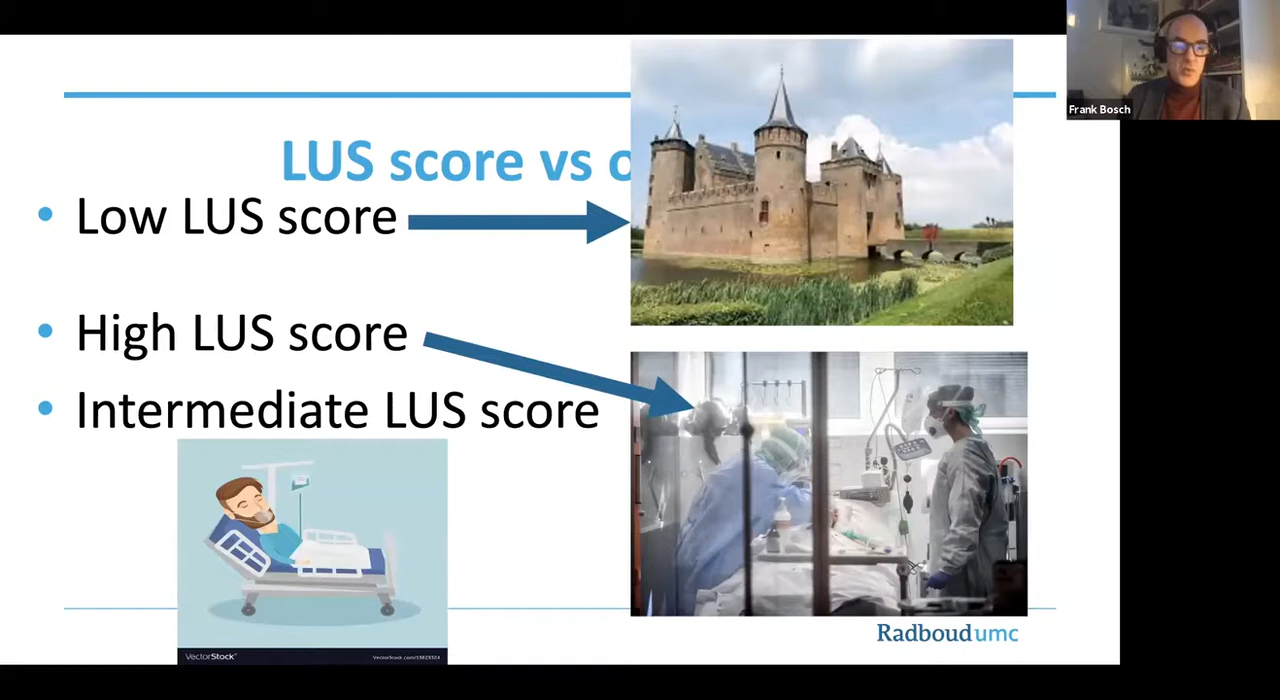 Frank Bosch
LUS score vs o
• Low LUS score
• High LUS score
• Intermediate LUS score
Radboudumc
VectorStock®